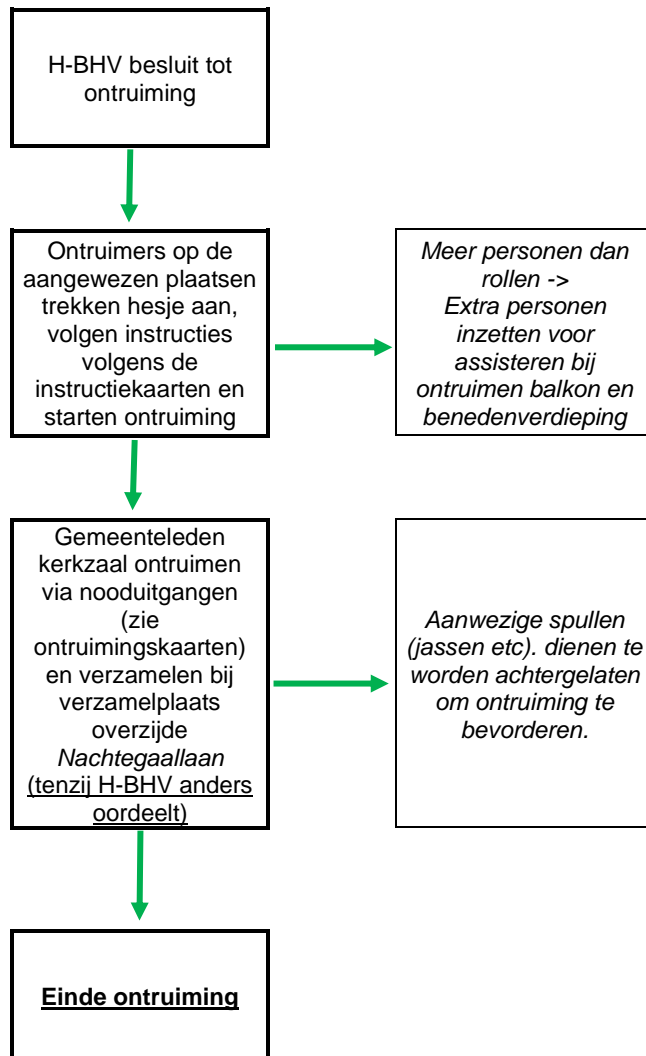 H-BHV besluit tot
ontruiming
Ontruimers op de
aangewezen plaatsen
trekken hesje aan,
volgen instructies
volgens de
instructiekaarten en
starten ontruiming
Meer personen dan
rollen ->
Extra personen
inzetten voor
assisteren bij
ontruimen balkon en
benedenverdieping
Gemeenteleden
kerkzaal ontruimen
via nooduitgangen
(zie
ontruimingskaarten)
en verzamelen bij
verzamelplaats
overzijde
Nachtegaallaan
(tenzij H-BHV anders
oordeelt)
Aanwezige spullen
(jassen etc). dienen te
worden achtergelaten
om ontruiming te
bevorderen.
Einde ontruiming